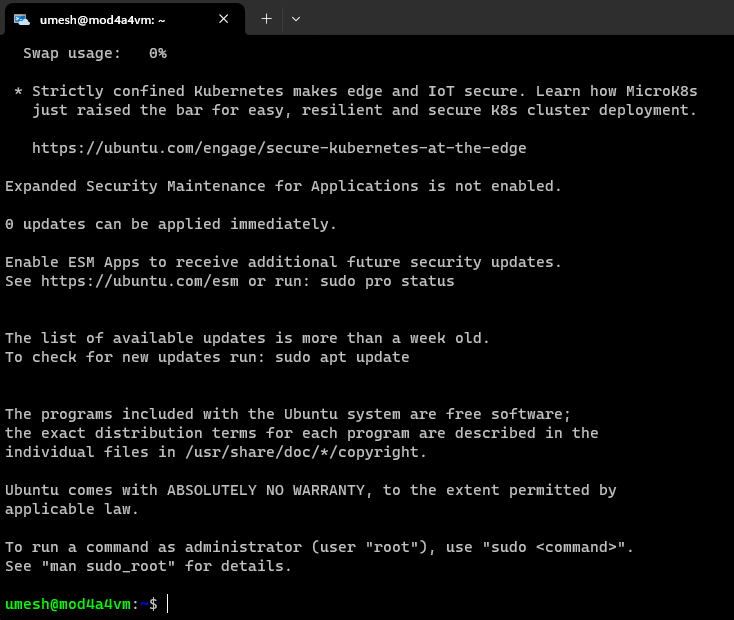 umesh@mod4a4vm: ~
Swap usage:   0%
* Strictly confined Kubernetes makes edge and IoT secure. Learn how MicroK8s
just raised the bar for easy, resilient and secure K8s cluster deployment.
https://ubuntu.com/engage/secure-kubernetes-at-the-edge
Expanded Security Maintenance for Applications is not enabled.
0 updates can be applied immediately.
Enable ESM Apps to receive additional future security updates.
See https://ubuntu.com/esm or run: sudo pro status
The list of available updates is more than a week old.
To check for new updates run: sudo apt update
The programs included with the Ubuntu system are free software;
the exact distribution terms for each program are described in the
individual files in /usr/share/doc/*/copyright.
Ubuntu comes with ABSOLUTELY NO WARRANTY, to the extent permitted by
applicable law.
To run a command as administrator (user "root"), use "sudo <command>".
See "man sudo_root" for details.
umesh@mod4a4vm:~$